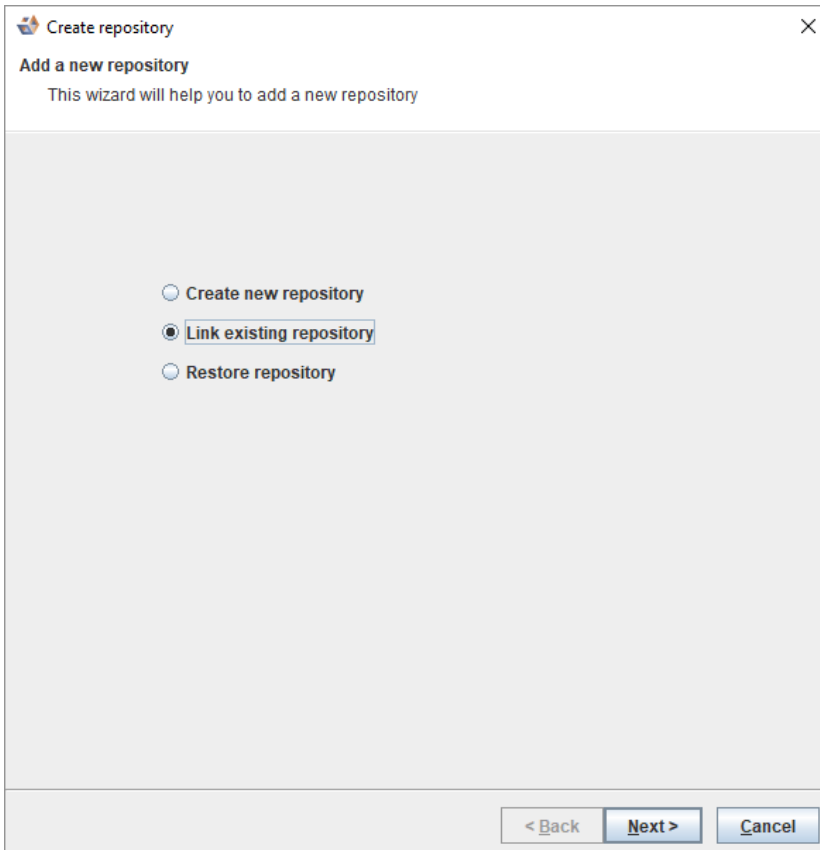 Create repository
Add a new repository
This wizard will help you to add a new repository
Create new repository
Link existing repository
Restore repository
< Back Next > Cancel